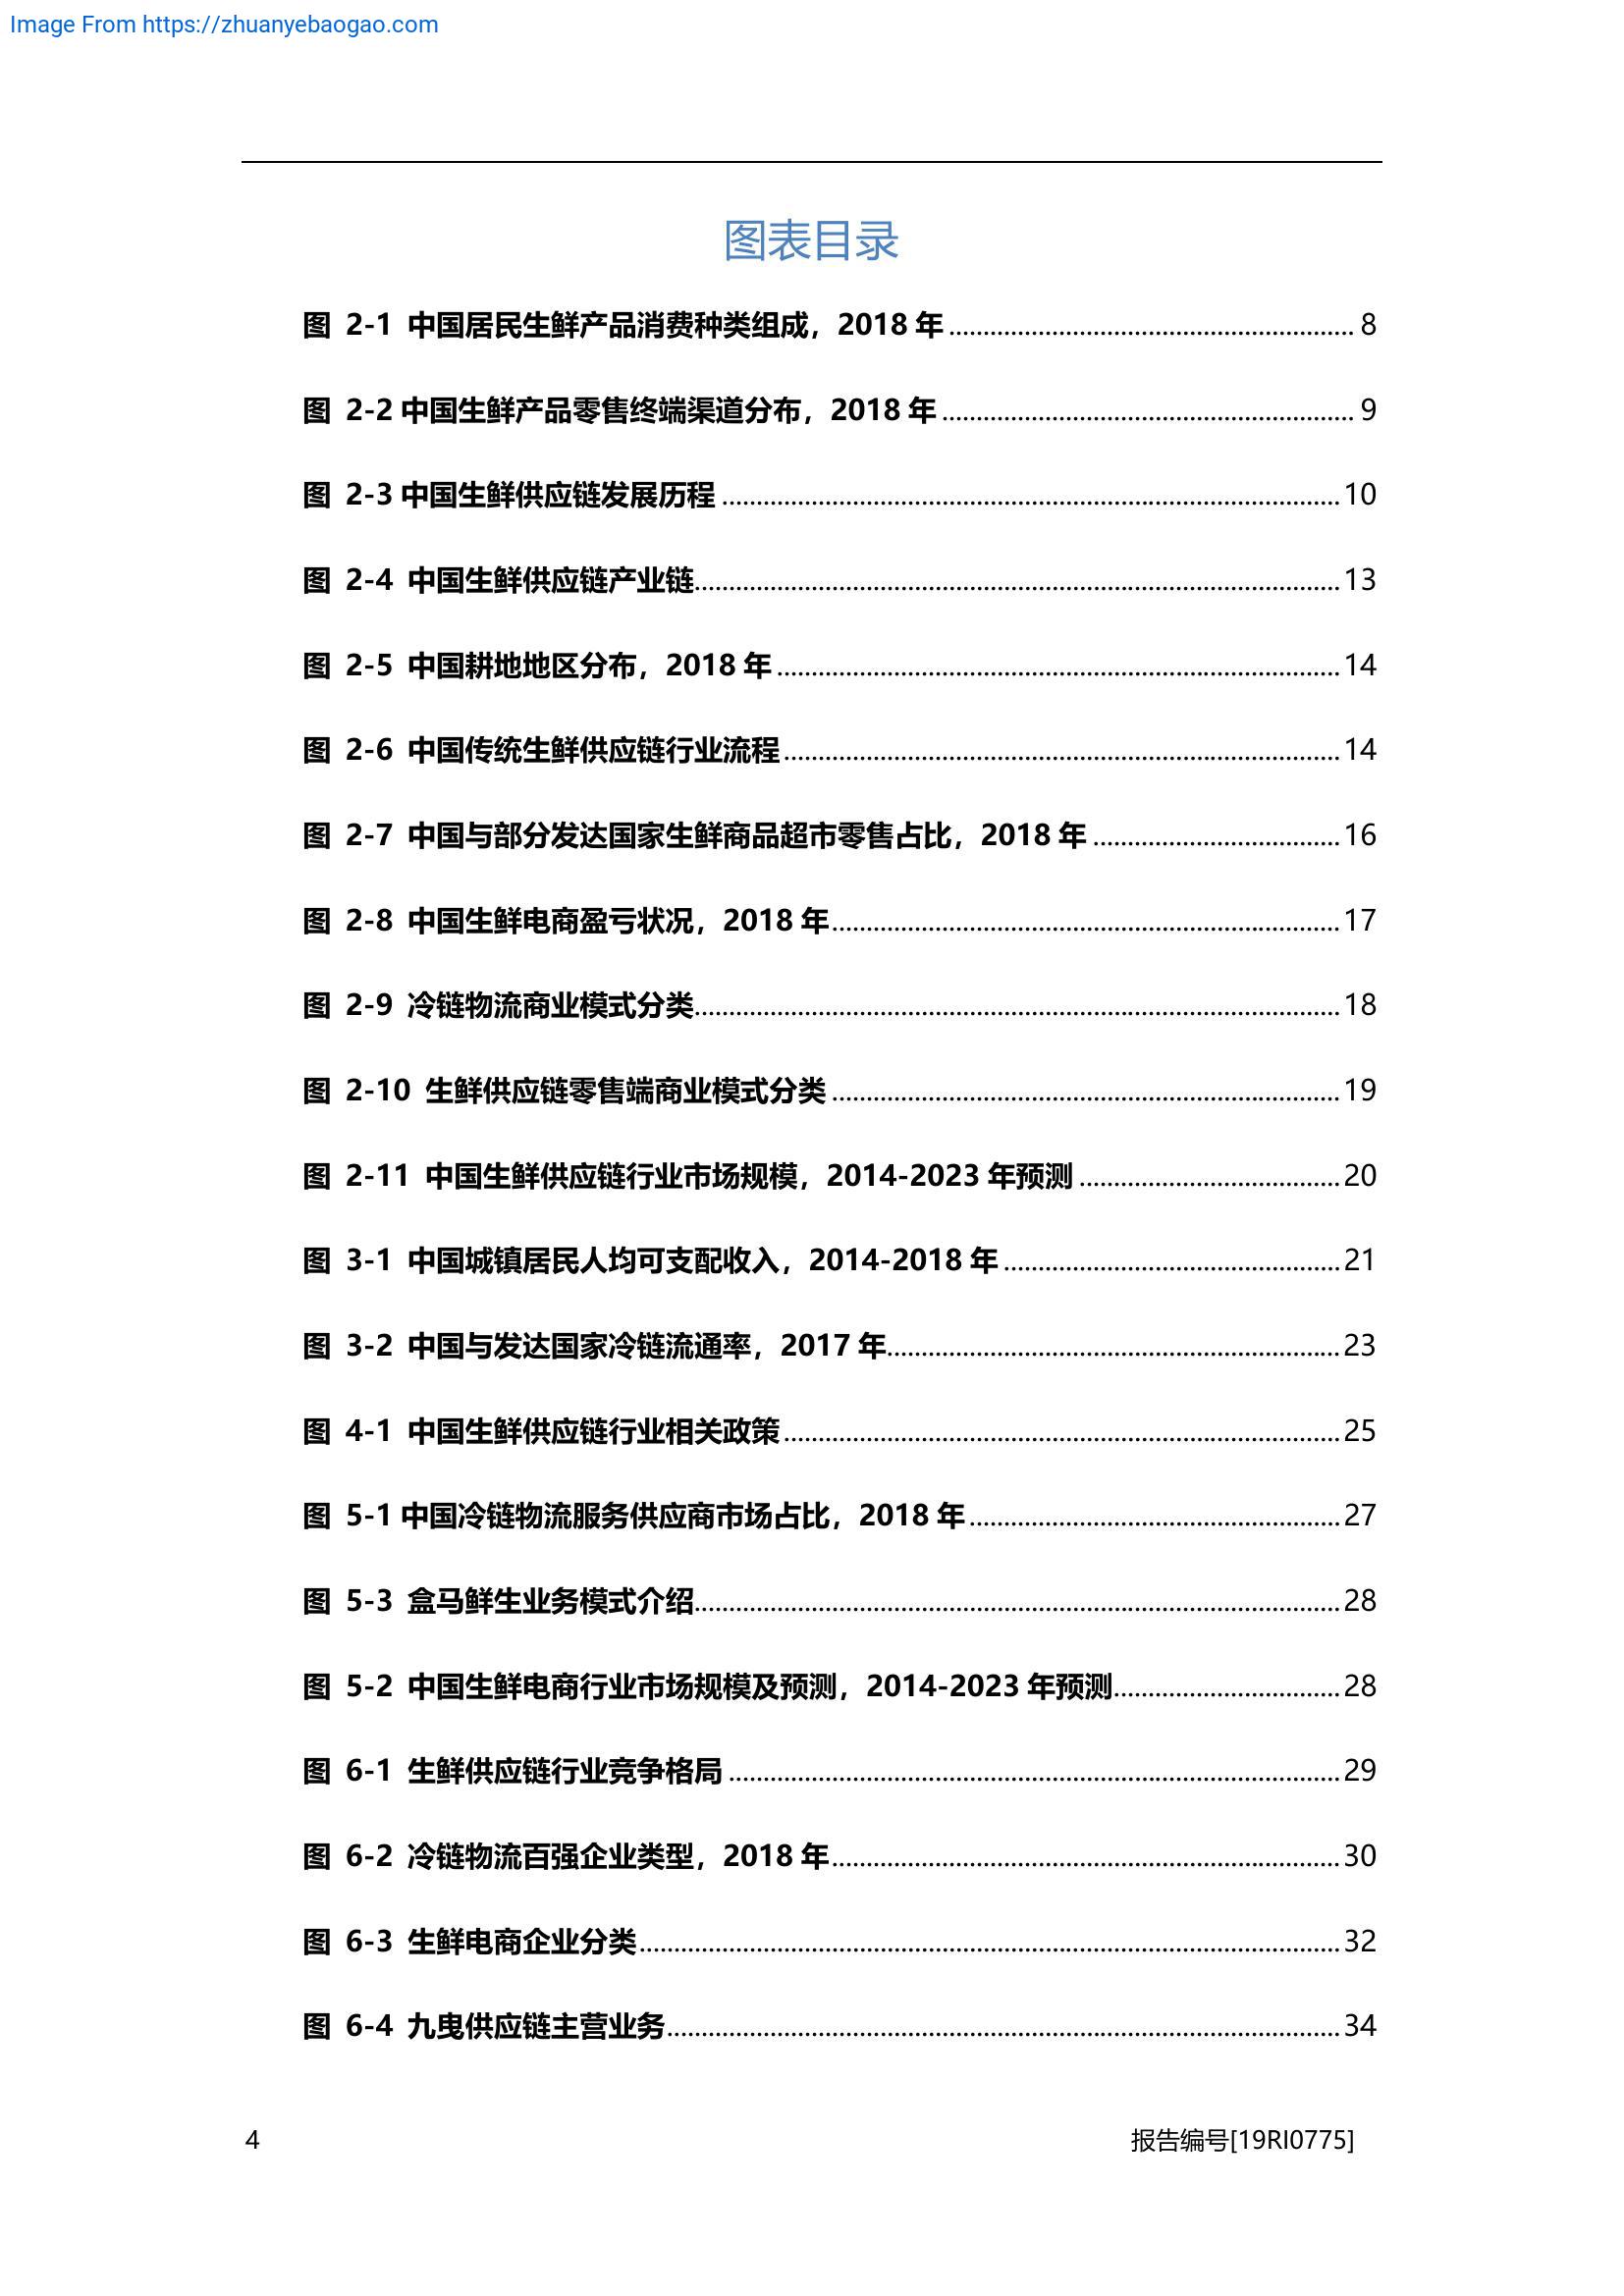 Image From https://zhuanyebaogao.com
图表目录
图 2-1 中国居民生鲜产品消费种类组成，2018 年 ........................................................ 8
图 2-2 中国生鲜产品零售终端渠道分布，2018 年 ........................................................ 9
图 2-3 中国生鲜供应链发展历程 ........................................................ 10
图 2-4 中国生鲜供应链产业链 ........................................................ 13
图 2-5 中国耕地地区分布，2018 年 ........................................................ 14
图 2-6 中国传统生鲜供应链行业流程 ........................................................ 14
图 2-7 中国与部分发达国家生鲜商品超市零售占比，2018 年 .................................... 16
图 2-8 中国生鲜电商盈亏状况，2018 年 ........................................................ 17
图 2-9 冷链物流商业模式分类 ........................................................ 18
图 2-10 生鲜供应链零售端商业模式分类 ........................................................ 19
图 2-11 中国生鲜供应链行业市场规模，2014-2023 年预测 .................................... 20
图 3-1 中国城镇居民人均可支配收入，2014-2018 年 ................................................ 21
图 3-2 中国与发达国家冷链流通率，2017 年 ........................................................ 23
图 4-1 中国生鲜供应链行业相关政策 ........................................................ 25
图 5-1 中国冷链物流服务供应商市场占比，2018 年 ................................................ 27
图 5-3 盒马鲜生业务模式介绍 ........................................................ 28
图 5-2 中国生鲜电商行业市场规模及预测，2014-2023 年预测 ................................ 28
图 6-1 生鲜供应链行业竞争格局 ........................................................ 29
图 6-2 冷链物流百强企业类型，2018 年 ........................................................ 30
图 6-3 生鲜电商企业分类 ........................................................ 32
图 6-4 九曳供应链主营业务 ........................................................ 34
4 报告编号[19RI0775]